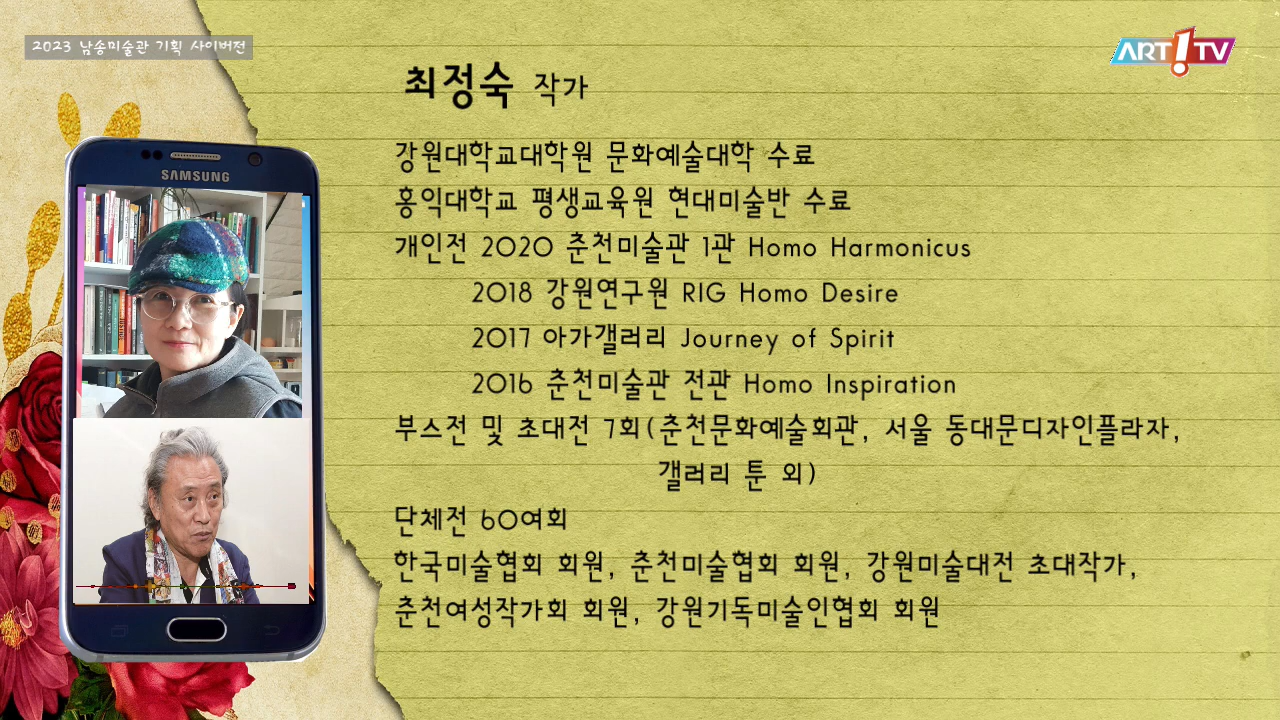 2023 남송미술관 기획 사이버전
ART!TV
최정숙 작가
강원대학교대학원 문화예술대학 수료
홍익대학교 평생교육원 현대미술반 수료
개인전 2020 춘천미술관 1관 Homo Harmonicus
2018 강원연구원 RIG Homo Desire
2017 아가갤러리 Journey of Spirit
2016 춘천미술관 전관 Homo Inspiration
부스전 및 초대전 7회(춘천문화예술회관, 서울 동대문디자인플라자,
갤러리 툰 외)
단체전 60여회
한국미술협회 회원, 춘천미술협회 회원, 강원미술대전 초대작가,
춘천여성작가회 회원, 강원기독미술인협회 회원
SAMSUNG